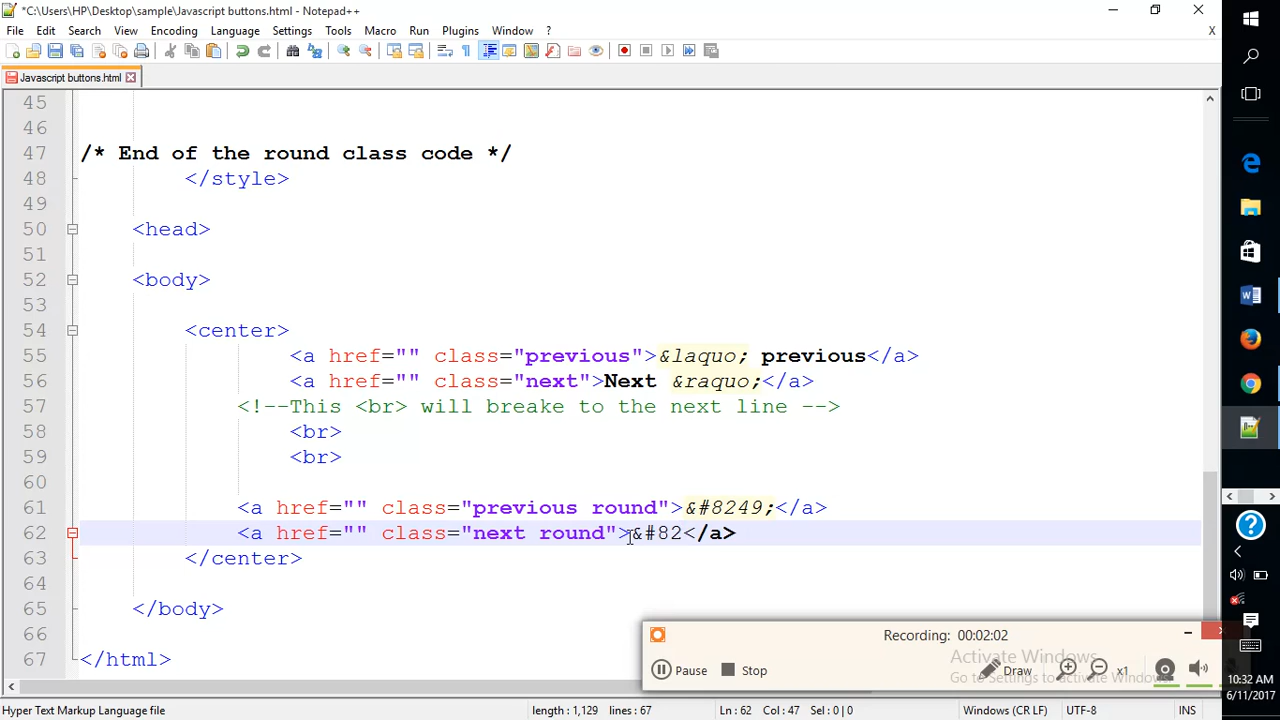 *C:\Users\HP\Desktop\sample\Javascript buttons.html - Notepad++
File Edit Search View Encoding Language Settings Tools Macro Run Plugins Window ? X
Javascript buttons.html
45
46
47 /* End of the round class code */
48 </style>
49
50 <head>
51
52 <body>
53
54 <center>
55 <a href="" class="previous">&laquo; previous</a>
56 <a href="" class="next">Next &raquo;</a>
57 <!--This <br> will breake to the next line -->
58 <br>
59 <br>
60
61 <a href="" class="previous round">&#8249;</a>
62 <a href="" class="next round">&#82</a>
63 </center>
64
65 </body>
66
67 </html>
Recording: 00:02:02
Activate Windows
Pause Stop Draw x1
Go to Settings to activate Windows.
10:32 AM
6/11/2017
Hyper Text Markup Language file length : 1,129 lines : 67 Ln : 62 Col : 47 Sel : 0 | 0 Windows (CR LF) UTF-8 INS